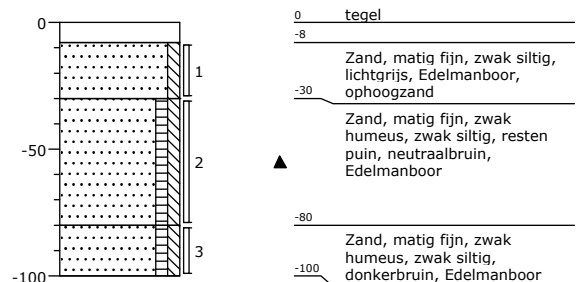 0
-50
-100
1
2
3
0 tegel
-8
Zand, matig fijn, zwak siltig,
lichtgrijs, Edelmanboor,
ophoogzand
-30
Zand, matig fijn, zwak
humeus, zwak siltig, resten
puin, neutraalbruin,
Edelmanboor
-80
Zand, matig fijn, zwak
humeus, zwak siltig,
donkerbruin, Edelmanboor
-100